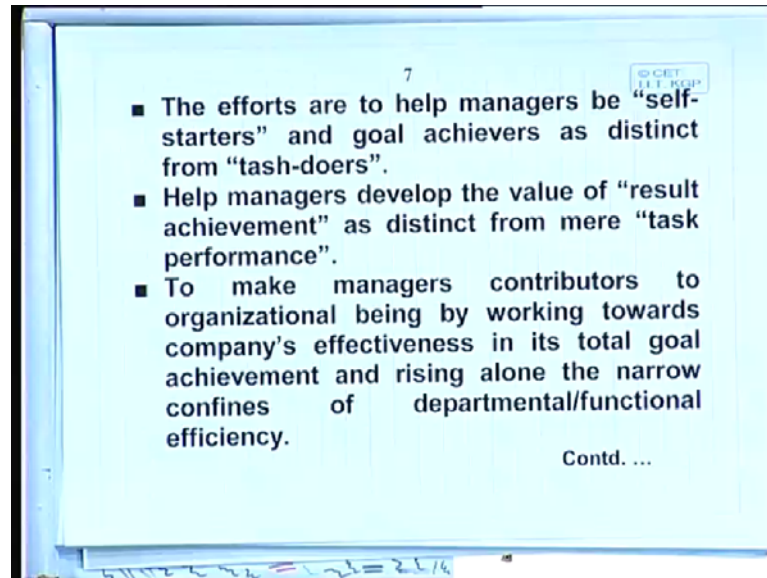 7
© CET
I.I.T. KGP
■ The efforts are to help managers be “self-
starters” and goal achievers as distinct
from “tash-doers”.
■ Help managers develop the value of “result
achievement” as distinct from mere “task
performance”.
■ To make managers contributors to
organizational being by working towards
company’s effectiveness in its total goal
achievement and rising alone the narrow
confines of departmental/functional
efficiency.
Contd. ...